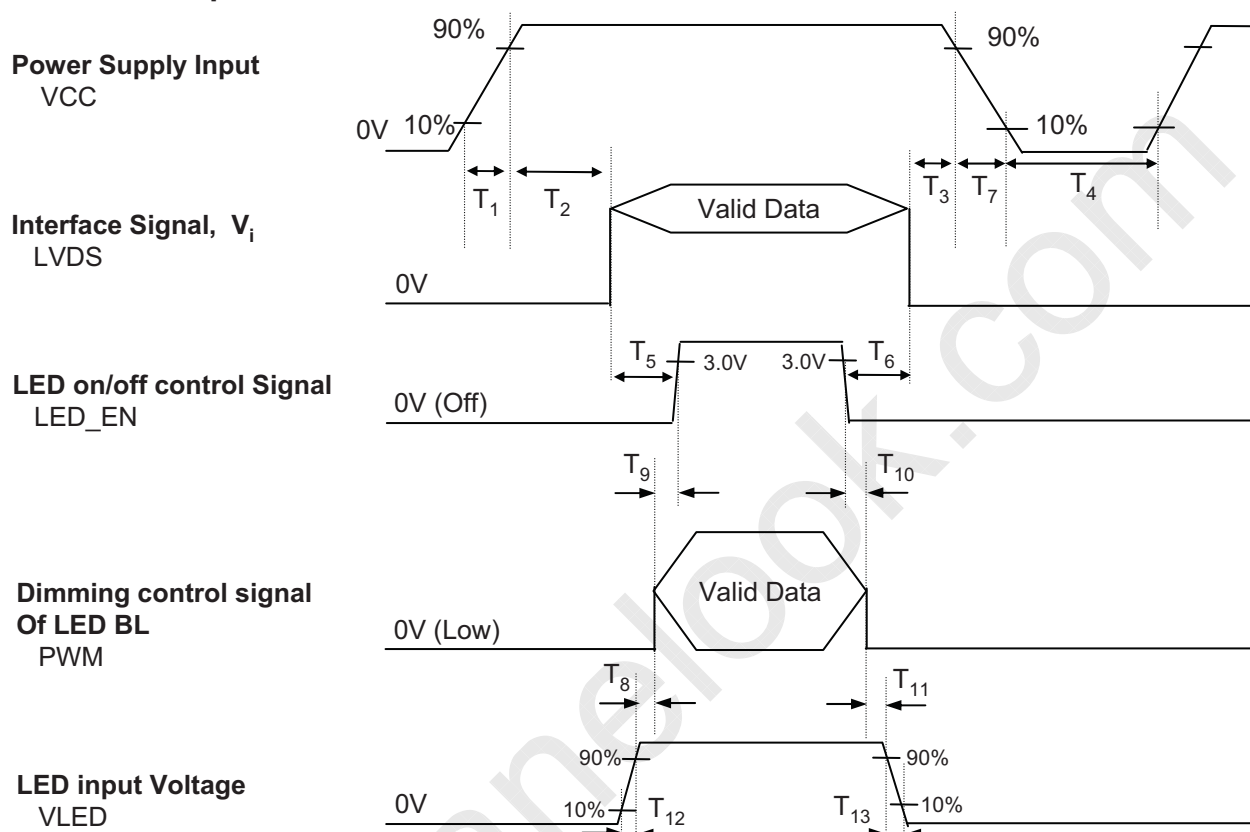 90%
90%
Power Supply Input
VCC
0V 10%
10%
T1
T2
T3
T7
T4
Valid Data
Interface Signal, Vi
LVDS
0V
T5
3.0V
3.0V
T6
LED on/off control Signal
LED_EN
0V (Off)
T9
T10
Dimming control signal
Of LED BL
PWM
Valid Data
0V (Low)
T8
T11
90%
90%
LED input Voltage
VLED
0V
10%
T12
T13
10%
anelook.com